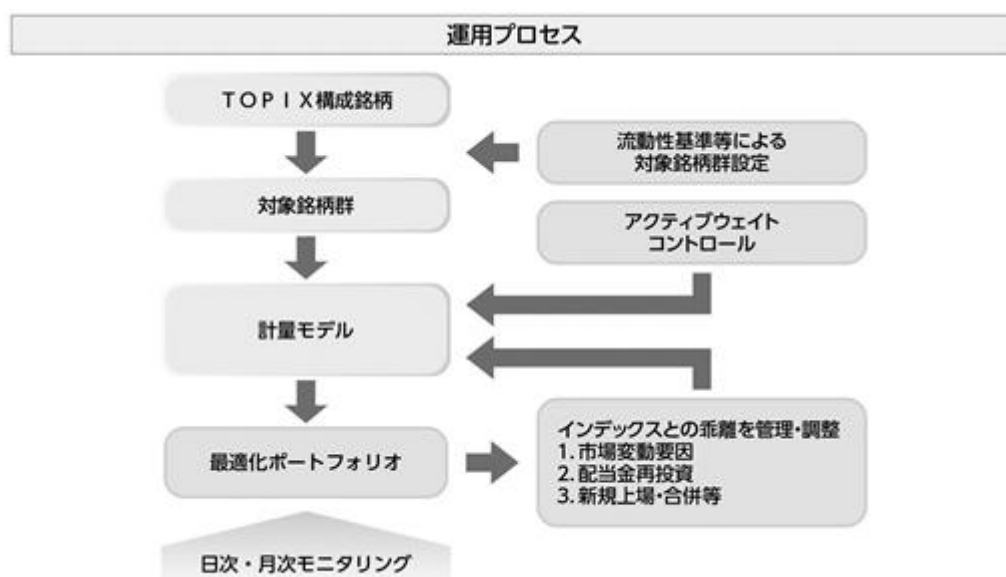 運用プロセス
TOPIX構成銘柄
流動性基準等による
対象銘柄群設定
対象銘柄群
アクティブウェイト
コントロール
計量モデル
最適化ポートフォリオ
インデックスとの乖離を管理・調整
1. 市場変動要因
2. 配当金再投資
3. 新規上場・合併等
日次・月次モニタリング